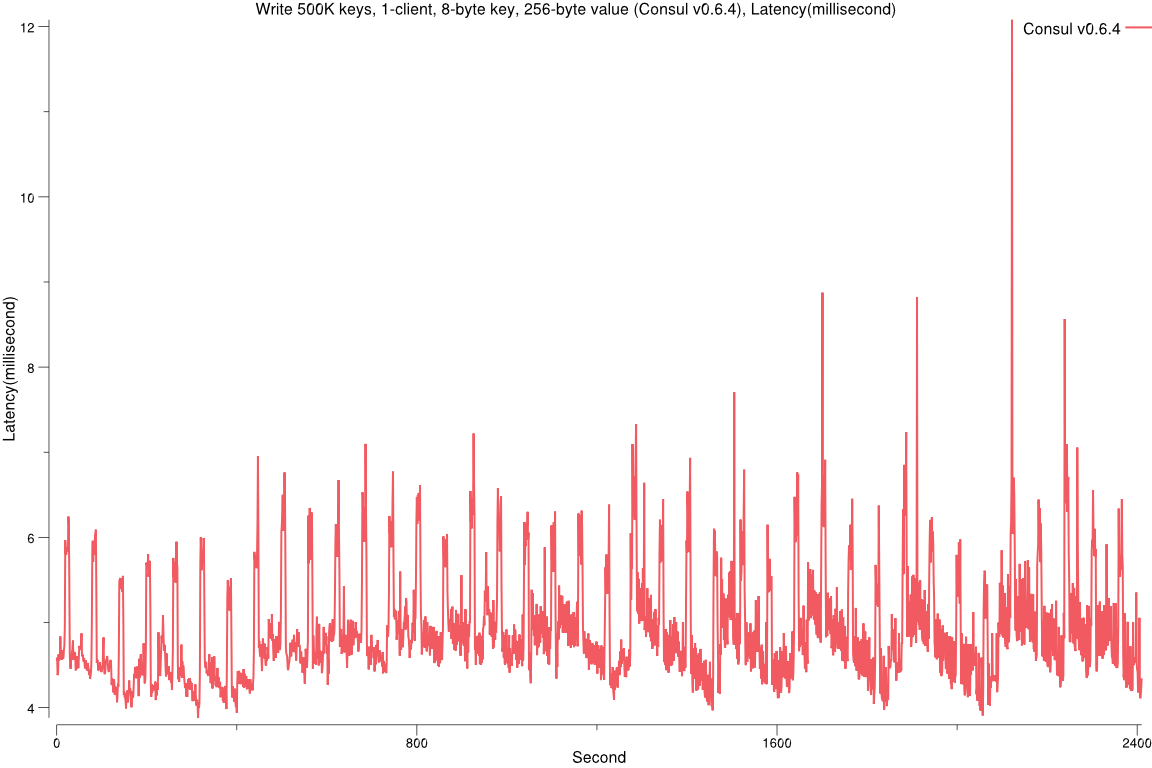 Write 500K keys, 1-client, 8-byte key, 256-byte value (Consul v0.6.4), Latency(millisecond)
Consul v0.6.4
12
10
8
6
4
Latency(millisecond)
0
800
1600
2400
Second